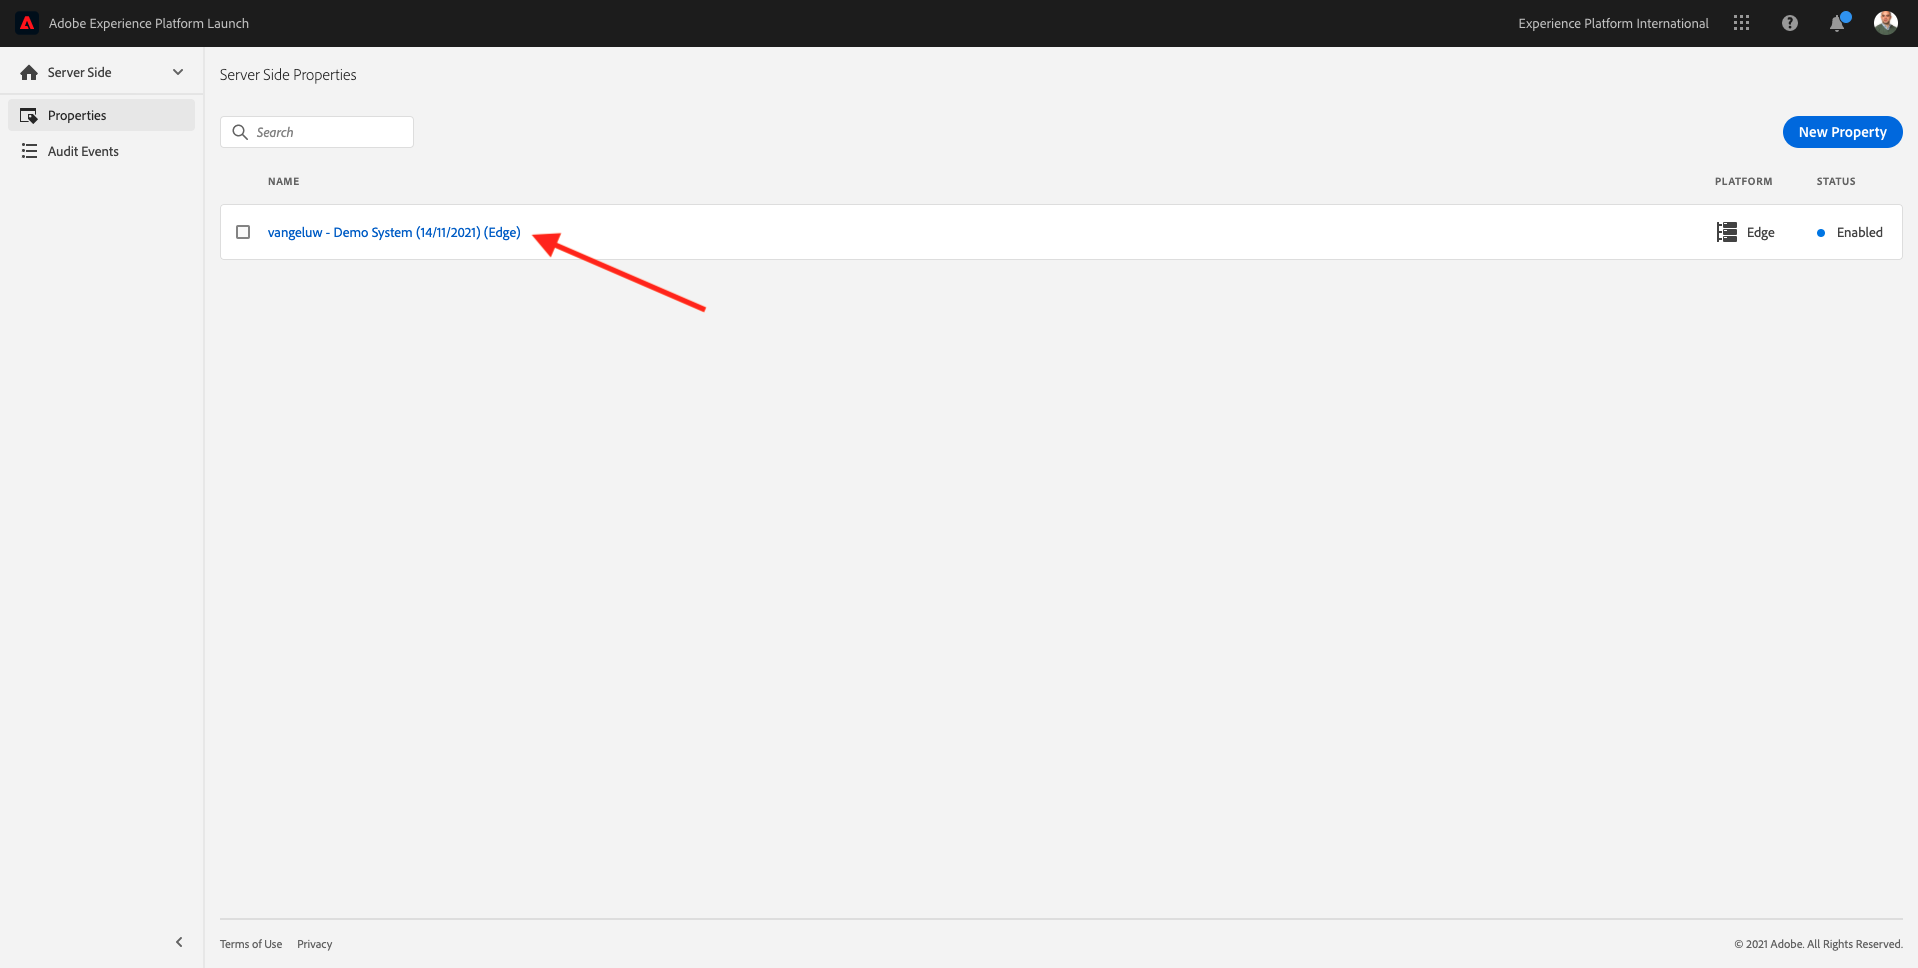 Adobe Experience Platform Launch
Experience Platform International
Server Side
Properties
Audit Events
Server Side Properties
Search
New Property
NAME
PLATFORM
STATUS
vangeluw - Demo System (14/11/2021) (Edge)
Edge
Enabled
Terms of Use
Privacy
© 2021 Adobe. All Rights Reserved.